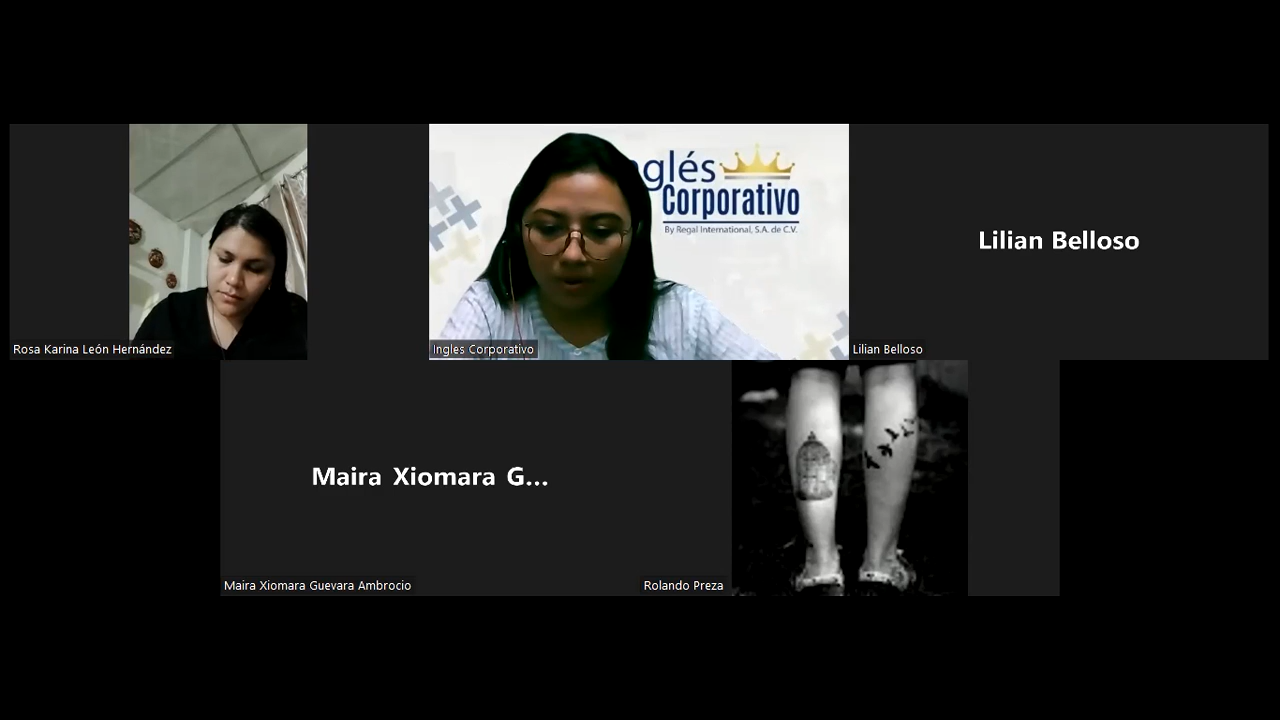 nglés
Corporativo
By Regal International, S.A. de C.V.
Lilian Belloso
Rosa Karina León Hernández
Ingles Corporativo
Lilian Belloso
Maira Xiomara G...
Maira Xiomara Guevara Ambrocio
Rolando Preza